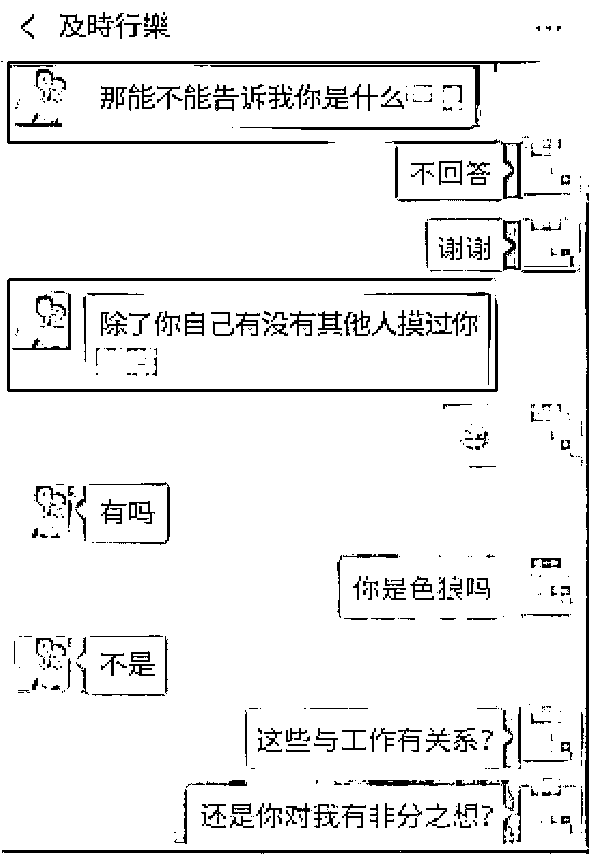 及時行樂
那能不能告诉我你是什么
不回答
谢谢
除了你自己有没有其他人摸过你
有吗
你是色狼吗
不是
这些与工作有关系?
还是你对我有非分之想?